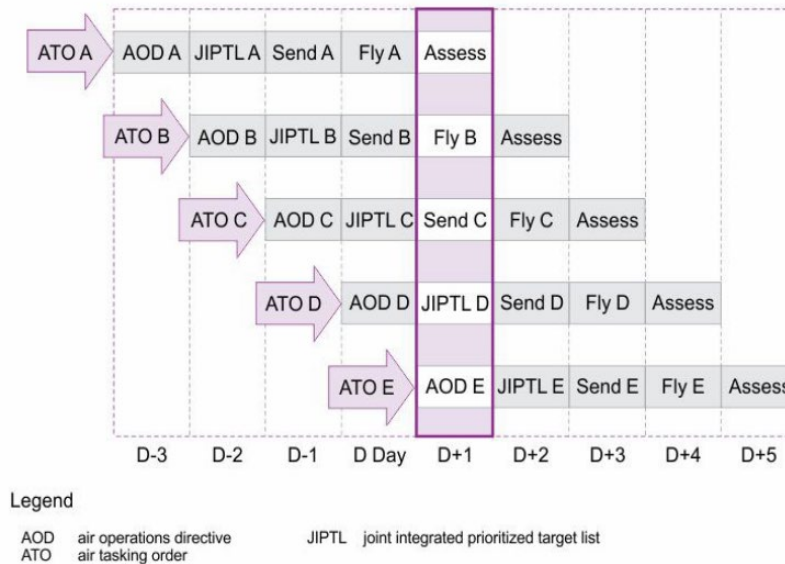 ATO A AOD A JIPTL A Send A Fly A Assess
ATO B AOD B JIPTL B Send B Fly B Assess
ATO C AOD C JIPTL C Send C Fly C Assess
ATO D AOD D JIPTL D Send D Fly D Assess
ATO E AOD E JIPTL E Send E Fly E Assess
D-3 D-2 D-1 D Day D+1 D+2 D+3 D+4 D+5
Legend
AOD air operations directive JIPTL joint integrated prioritized target list
ATO air tasking order